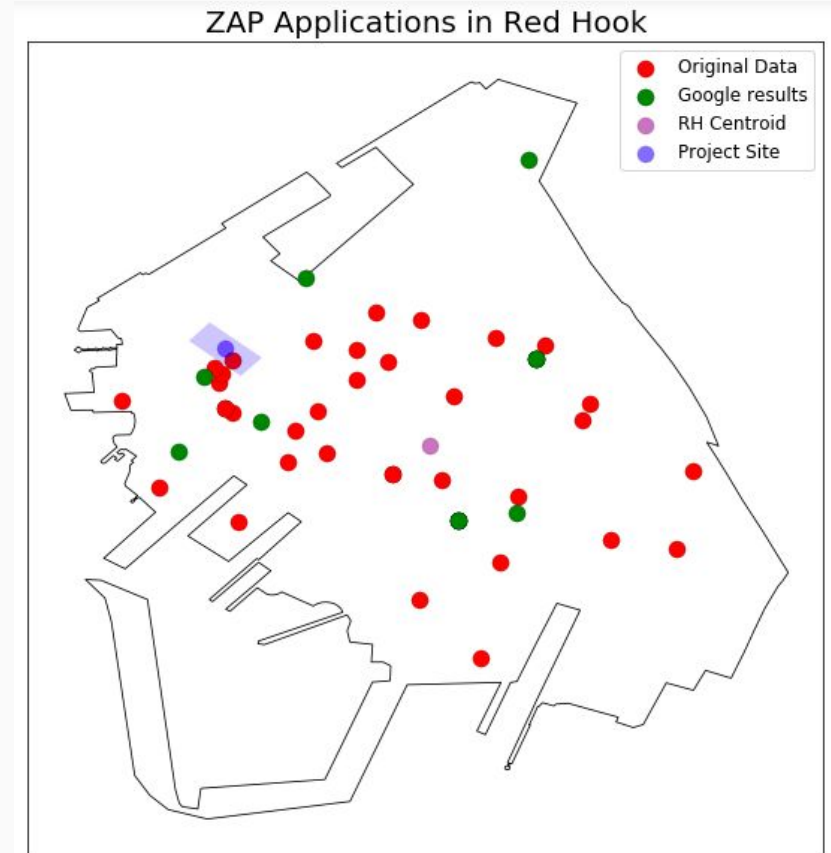 ZAP Applications in Red Hook
Original Data
Google results
RH Centroid
Project Site